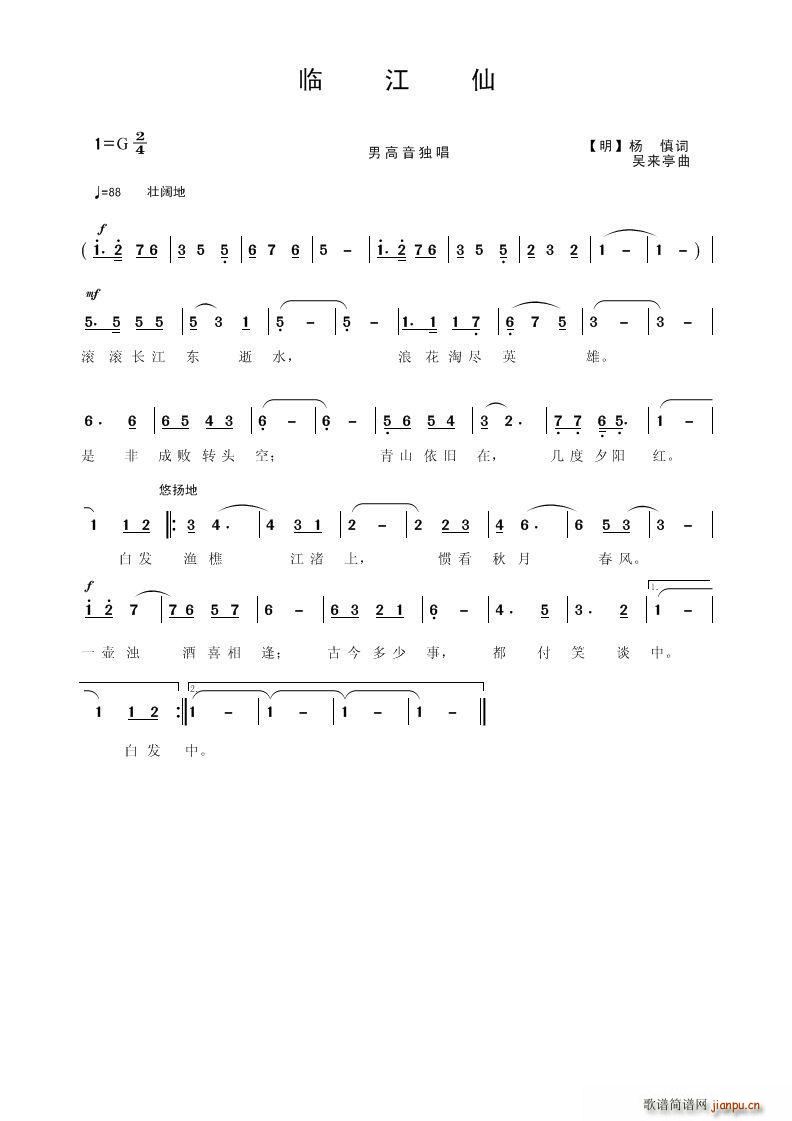 临 江 仙
1=G 2/4
男高音独唱
【明】杨 慎词
吴来亭曲
♩=88 壮阔地
f
( 1. 2 7 6 | 3 5 5 | 6 7 6 | 5 - | 1. 2 7 6 | 3 5 5 | 2 3 2 | 1 - | 1 - ) |
mf
5. 5 5 5 | 5 3 1 | 5 - | 5 - | 1. 1 1 7 | 6 7 5 | 3 - | 3 - |
滚 滚 长 江 东 逝 水, 浪 花 淘 尽 英 雄。
6. 6 | 6 5 4 3 | 6 - | 6 - | 5 6 5 4 | 3 2. | 7 7 6 5. | 1 - |
是 非 成 败 转 头 空; 青 山 依 旧 在, 几 度 夕 阳 红。
悠扬地
1 1 2 ‖: 3 4. | 4 3 1 | 2 - | 2 2 3 | 4 6. | 6 5 3 | 3 - |
白 发 渔 樵 江 渚 上, 惯 看 秋 月 春 风。
f
1 2 7 | 7 6 5 7 | 6 - | 6 3 2 1 | 6 - | 4. 5 | 3. 2 | 1. 1 - |
一 壶 浊 酒 喜 相 逢; 古 今 多 少 事, 都 付 笑 谈 中。
1 1 2 :‖ 2. 1 - | 1 - | 1 - | 1 - ‖
白 发 中。
歌谱简谱网 jianpu.cn